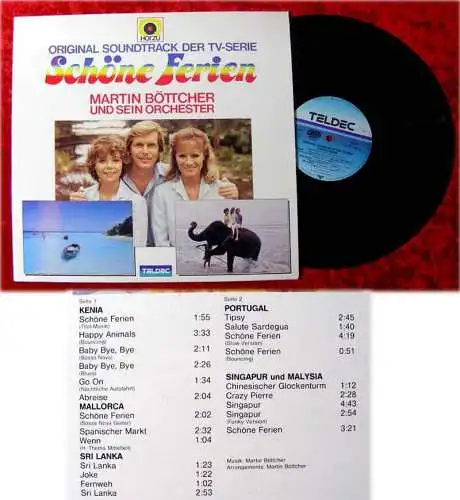 HÖRZU
ORIGINAL SOUNDTRACK DER TV-SERIE
Schöne Ferien
MARTIN BÖTTCHER
UND SEIN ORCHESTER
TELDEC
TELDEC
Seite 1
KENIA
Schöne Ferien 1:55
(Titel-Musik)
Happy Animals 3:33
(Bouncing)
Baby Bye, Bye 2:11
(Bossa Nova)
Baby Bye, Bye 2:26
(Blues)
Go On 1:34
(Nächtliche Autofahrt)
Abreise 2:04
MALLORCA
Schöne Ferien 2:02
(Bossa Nova Guitar)
Spanischer Markt 2:32
Wenn 1:04
(H. Thema Mittelteil)
SRI LANKA
Sri Lanka 1:23
Joke 1:22
Fernweh 1:02
Sri Lanka 2:53
Seite 2
PORTUGAL
Tipsy 2:45
Salute Sardegua 1:40
Schöne Ferien 4:19
(Slow Version)
Schöne Ferien 0:51
(Bouncing)
SINGAPUR und MALYSIA
Chinesischer Glockenturm 1:12
Crazy Pierre 2:28
Singapur 4:43
Singapur 2:54
(Funky Version)
Schöne Ferien 3:21
Musik: Martin Böttcher
Arrangements: Martin Böttcher